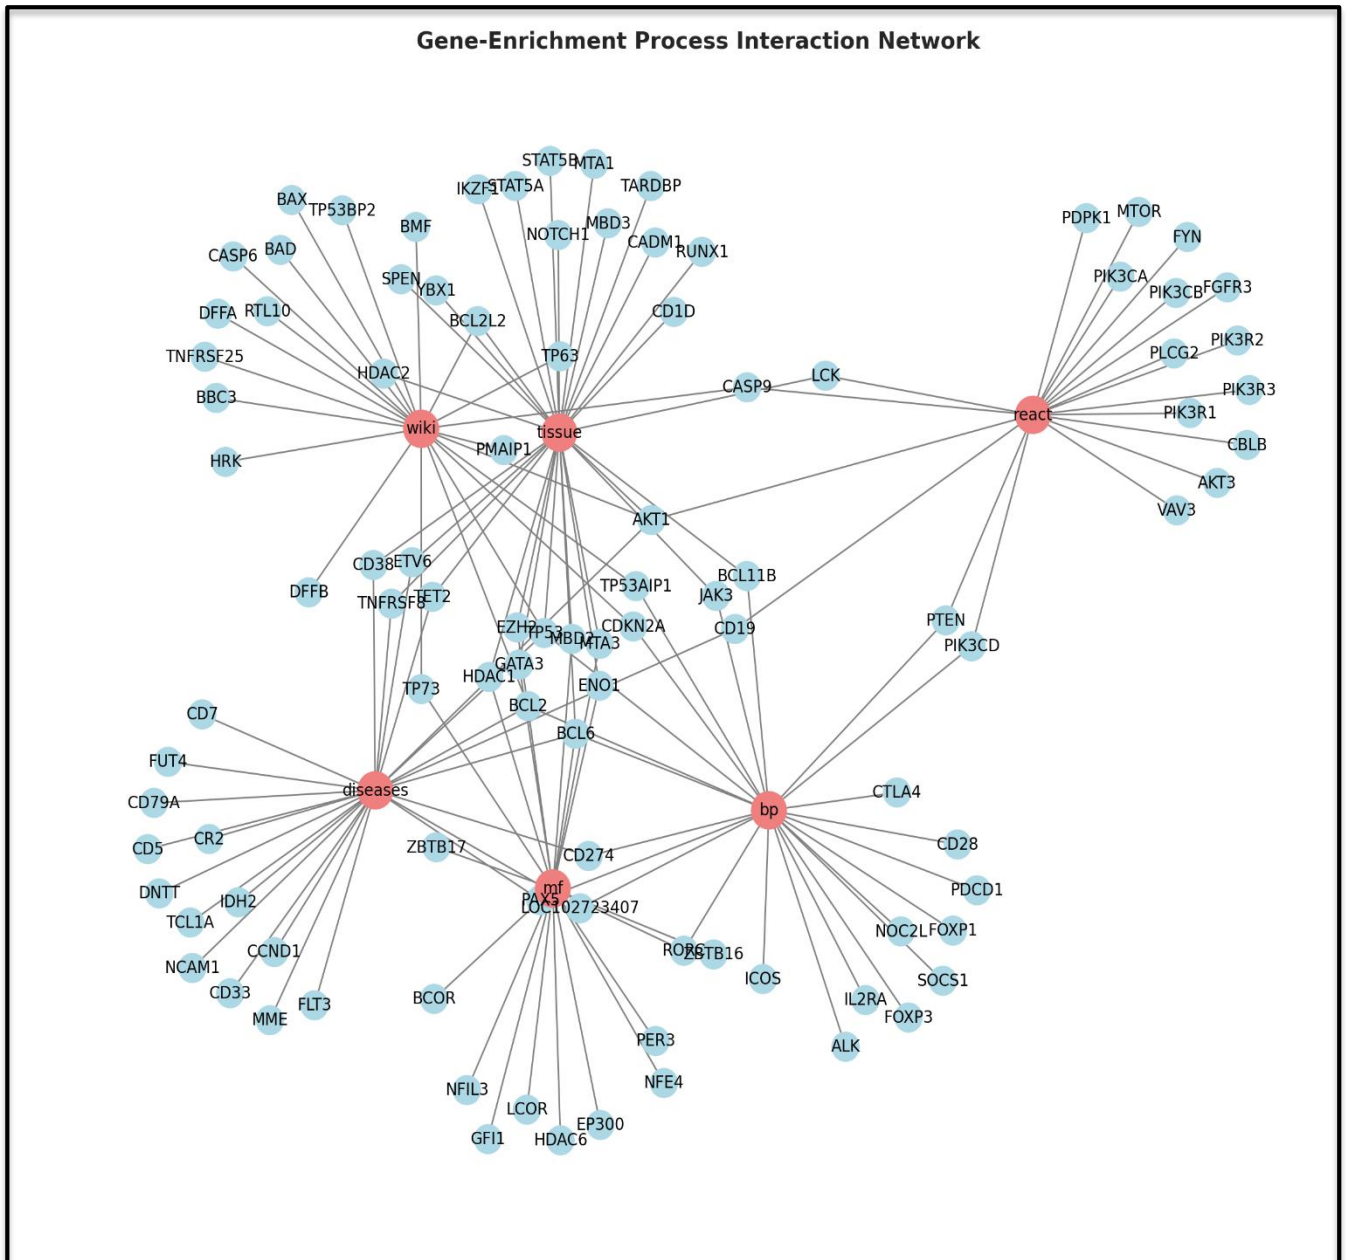 Gene-Enrichment Process Interaction Network
STAT5B
MTA1
IKZF1
STAT5A
TARDBP
BAX
TP53BP2
BMF
NOTCH1
MBD3
CADM1
RUNX1
PDPK1
MTOR
FYN
CASP6
BAD
SPEN
YBX1
PIK3CA
PIK3CB
FGFR3
DFFA
RTL10
BCL2L2
CD1D
TNFRSF25
HDAC2
TP63
PLCG2
PIK3R2
BBC3
CASP9
LCK
PIK3R3
wiki
tissue
react
PIK3R1
HRK
PMAIP1
CBLB
AKT3
VAV3
AKT1
DFFB
CD38
ETV6
TNFRSF8
TET2
TP53AIP1
BCL11B
JAK3
EZH2
TP53
MBD2
MTA3
CDKN2A
CD19
PTEN
PIK3CD
GATA3
HDAC1
TP73
ENO1
BCL2
BCL6
CD7
FUT4
CD79A
diseases
bp
CTLA4
CD5
CR2
ZBTB17
CD274
CD28
DNTT
IDH2
mf
PAX5
LOC102723407
PDCD1
TCL1A
NCAM1
CCND1
RORC
ZBTB16
NOC2L
FOXP1
CD33
MME
FLT3
BCOR
ICOS
SOCS1
IL2RA
FOXP3
PER3
ALK
NFIL3
NFE4
LCOR
EP300
GFI1
HDAC6